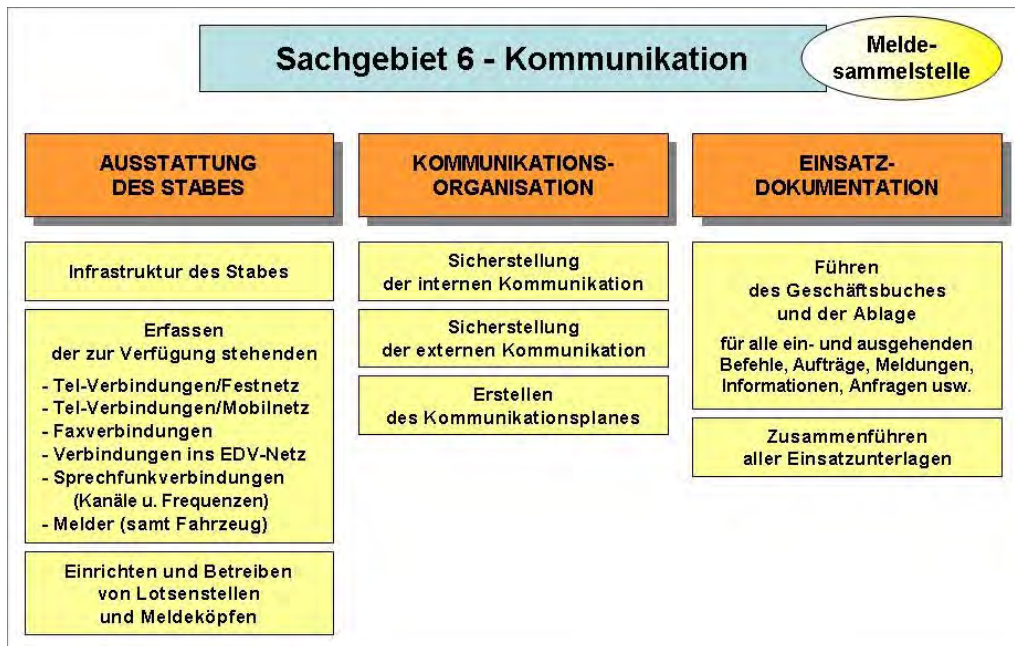 Sachgebiet 6 - Kommunikation
Melde-
sammelstelle
AUSSTATTUNG
DES STABES
Infrastruktur des Stabes
Erfassen
der zur Verfügung stehenden
- Tel-Verbindungen/Festnetz
- Tel-Verbindungen/Mobilnetz
- Faxverbindungen
- Verbindungen ins EDV-Netz
- Sprechfunkverbindungen
(Kanäle u. Frequenzen)
- Melder (samt Fahrzeug)
Einrichten und Betreiben
von Lotsenstellen
und Meldeköpfen
KOMMUNIKATIONS-
ORGANISATION
Sicherstellung
der internen Kommunikation
Sicherstellung
der externen Kommunikation
Erstellen
des Kommunikationsplanes
EINSATZ-
DOKUMENTATION
Führen
des Geschäftsbuches
und der Ablage
für alle ein- und ausgehenden
Befehle, Aufträge, Meldungen,
Informationen, Anfragen usw.
Zusammenführen
aller Einsatzunterlagen